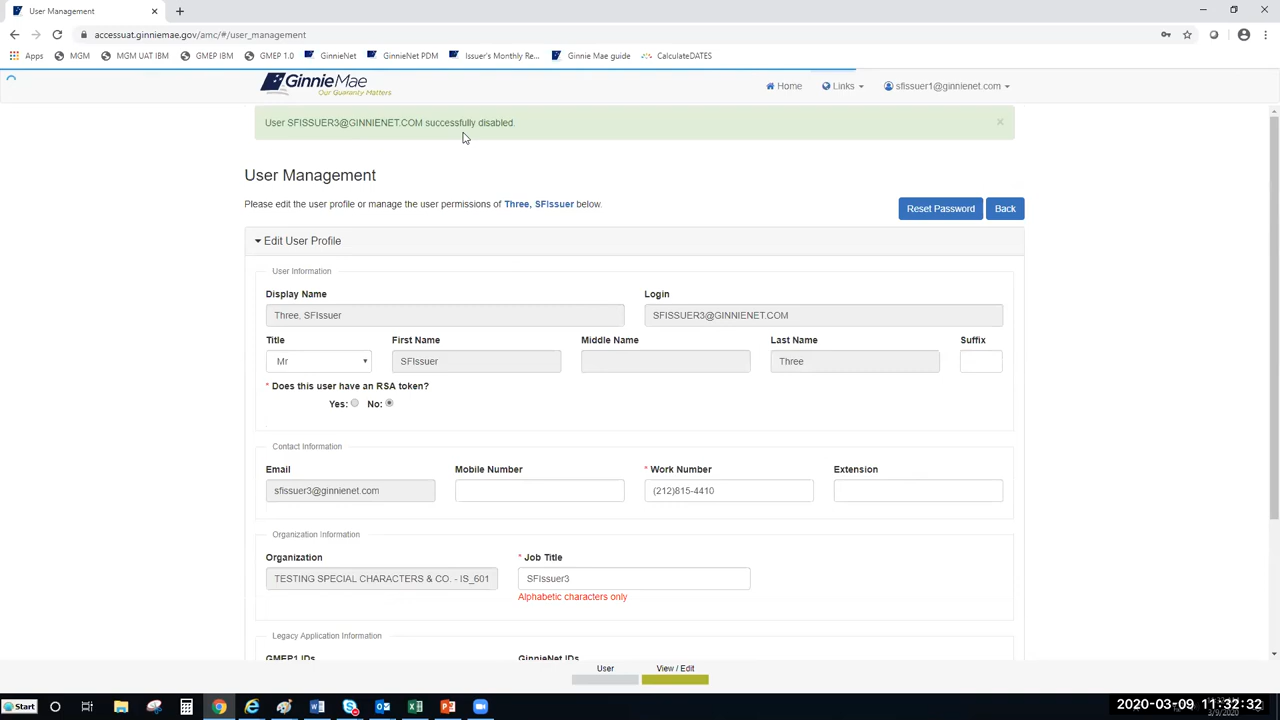 User Management
accessuat.ginniemae.gov/amc/#/user_management
Apps MGM MGM UAT IBM GMEP IBM GMEP 1.0 GinnieNet GinnieNet PDM Issuer's Monthly Re... Ginnie Mae guide CalculateDATES
GinnieMae
Our Guaranty Matters
Home Links sfissuer1@ginnienet.com
User SFISSUER3@GINNIENET.COM successfully disabled.
User Management
Please edit the user profile or manage the user permissions of Three, SFIssuer below.
Reset Password Back
Edit User Profile
User Information
Display Name Login
Three, SFIssuer SFISSUER3@GINNIENET.COM
Title First Name Middle Name Last Name Suffix
Mr SFIssuer Three
* Does this user have an RSA token?
Yes: No:
Contact Information
Email Mobile Number * Work Number Extension
sfissuer3@ginnienet.com (212)815-4410
Organization Information
Organization * Job Title
TESTING SPECIAL CHARACTERS & CO. - IS_601 SFIssuer3
Alphabetic characters only
Legacy Application Information
GMEP1 IDs GinnieNet IDs
User View / Edit
Start
2020-03-09 11:32:32